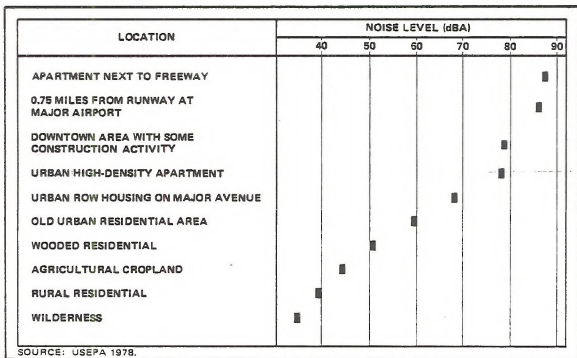 LOCATION
NOISE LEVEL (dBA)
40 50 60 70 80 90
APARTMENT NEXT TO FREEWAY
0.75 MILES FROM RUNWAY AT
MAJOR AIRPORT
DOWNTOWN AREA WITH SOME
CONSTRUCTION ACTIVITY
URBAN HIGH-DENSITY APARTMENT
URBAN ROW HOUSING ON MAJOR AVENUE
OLD URBAN RESIDENTIAL AREA
WOODED RESIDENTIAL
AGRICULTURAL CROPLAND
RURAL RESIDENTIAL
WILDERNESS
SOURCE: USEPA 1978.